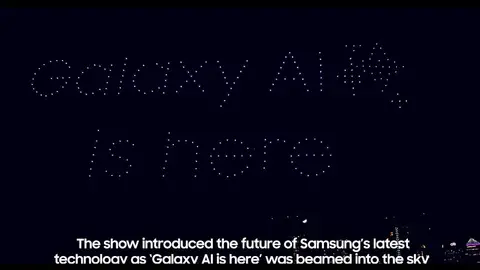 Galaxy AI
is here
The show introduced the future of Samsung's latest
technology as 'Galaxy AI is here' was beamed into the sky